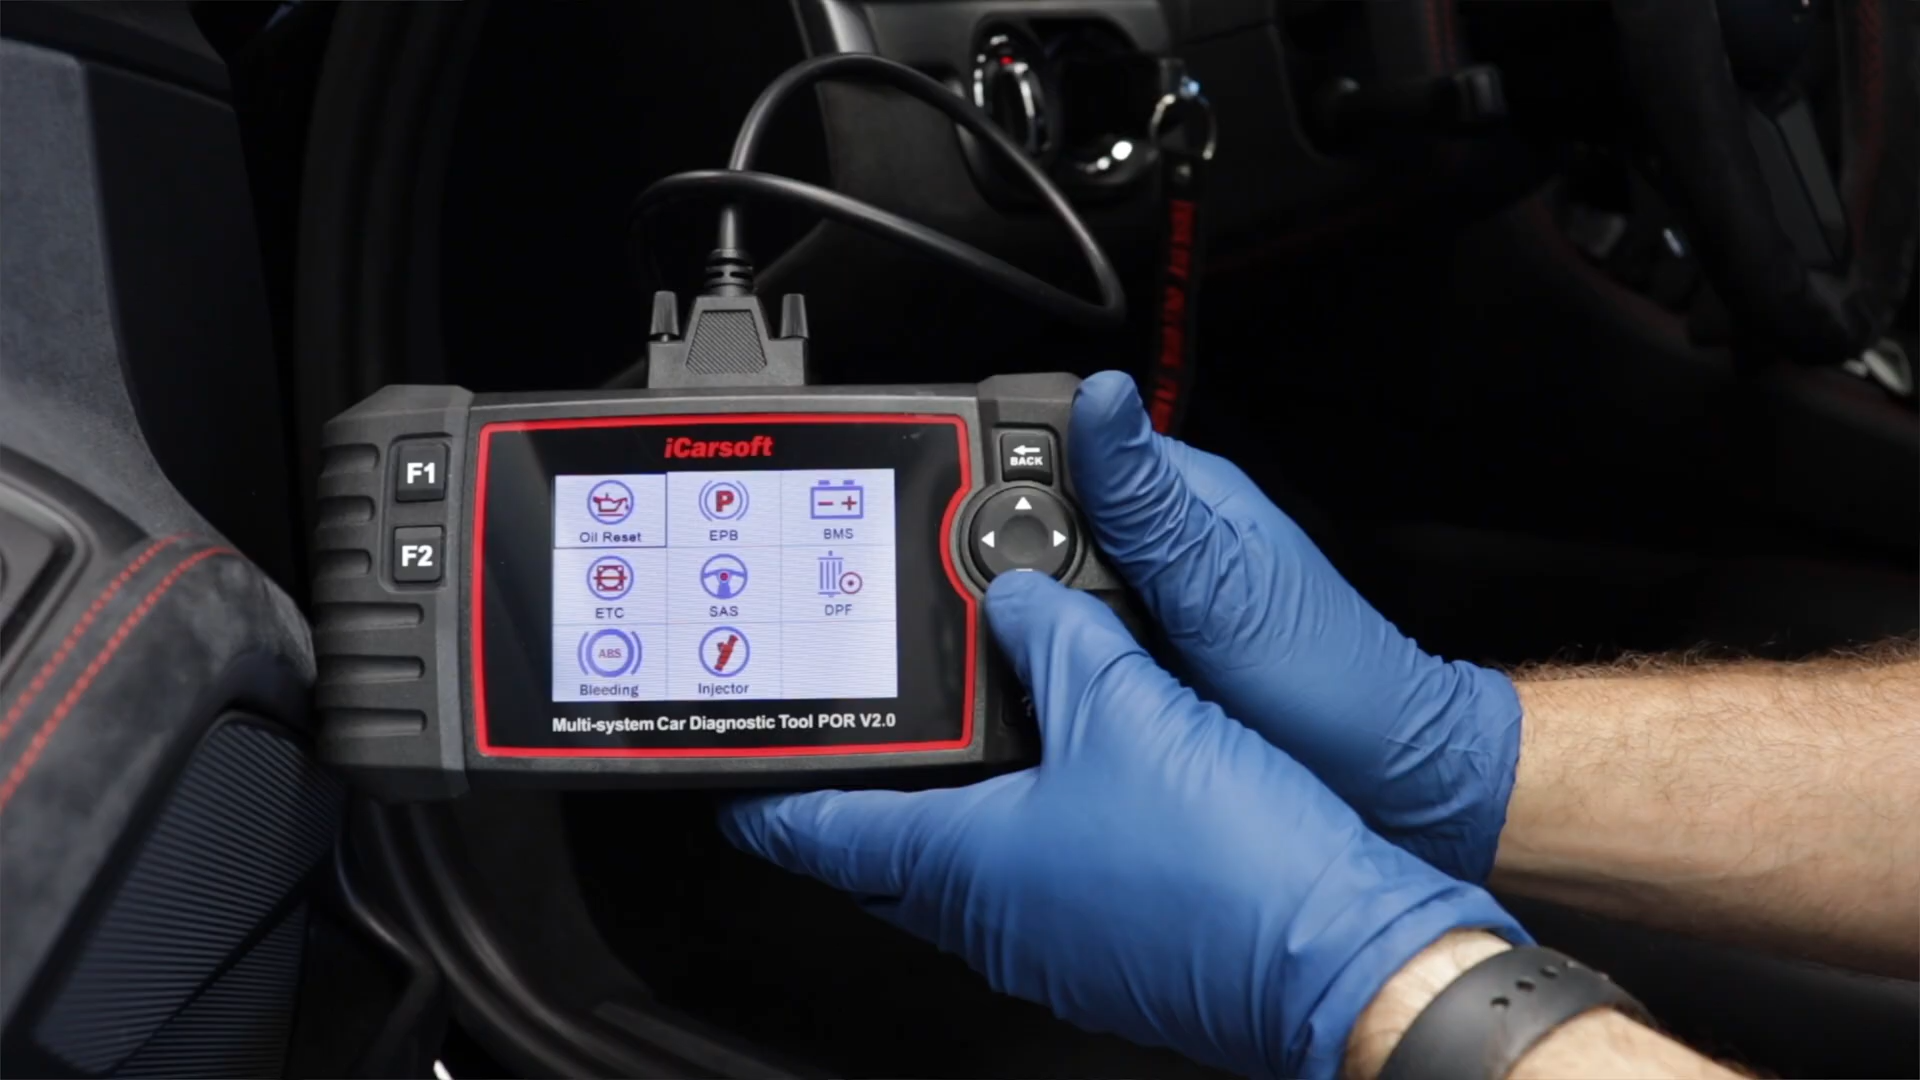 iCarsoft
F1
F2
BACK
Oil Reset
P
EPB
BMS
ETC
SAS
DPF
ABS
Bleeding
Injector
Multi-system Car Diagnostic Tool POR V2.0